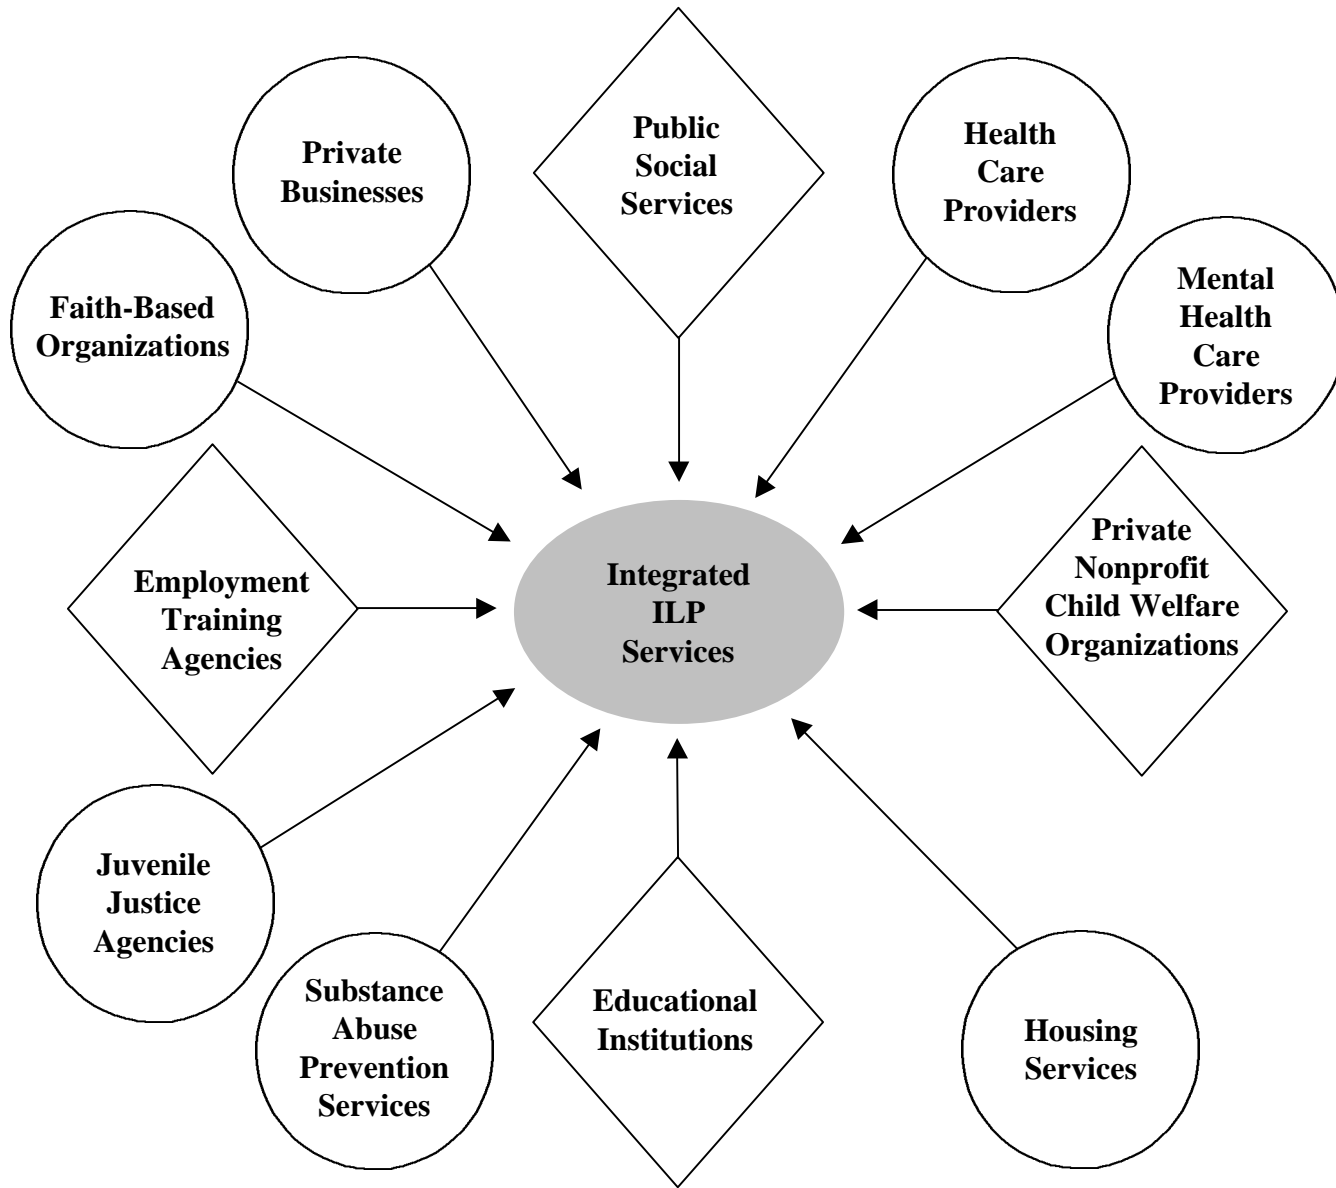 Public
Social
Services
Private
Businesses
Health
Care
Providers
Faith-Based
Organizations
Mental
Health
Care
Providers
Employment
Training
Agencies
Integrated
ILP
Services
Private
Nonprofit
Child Welfare
Organizations
Juvenile
Justice
Agencies
Substance
Abuse
Prevention
Services
Educational
Institutions
Housing
Services